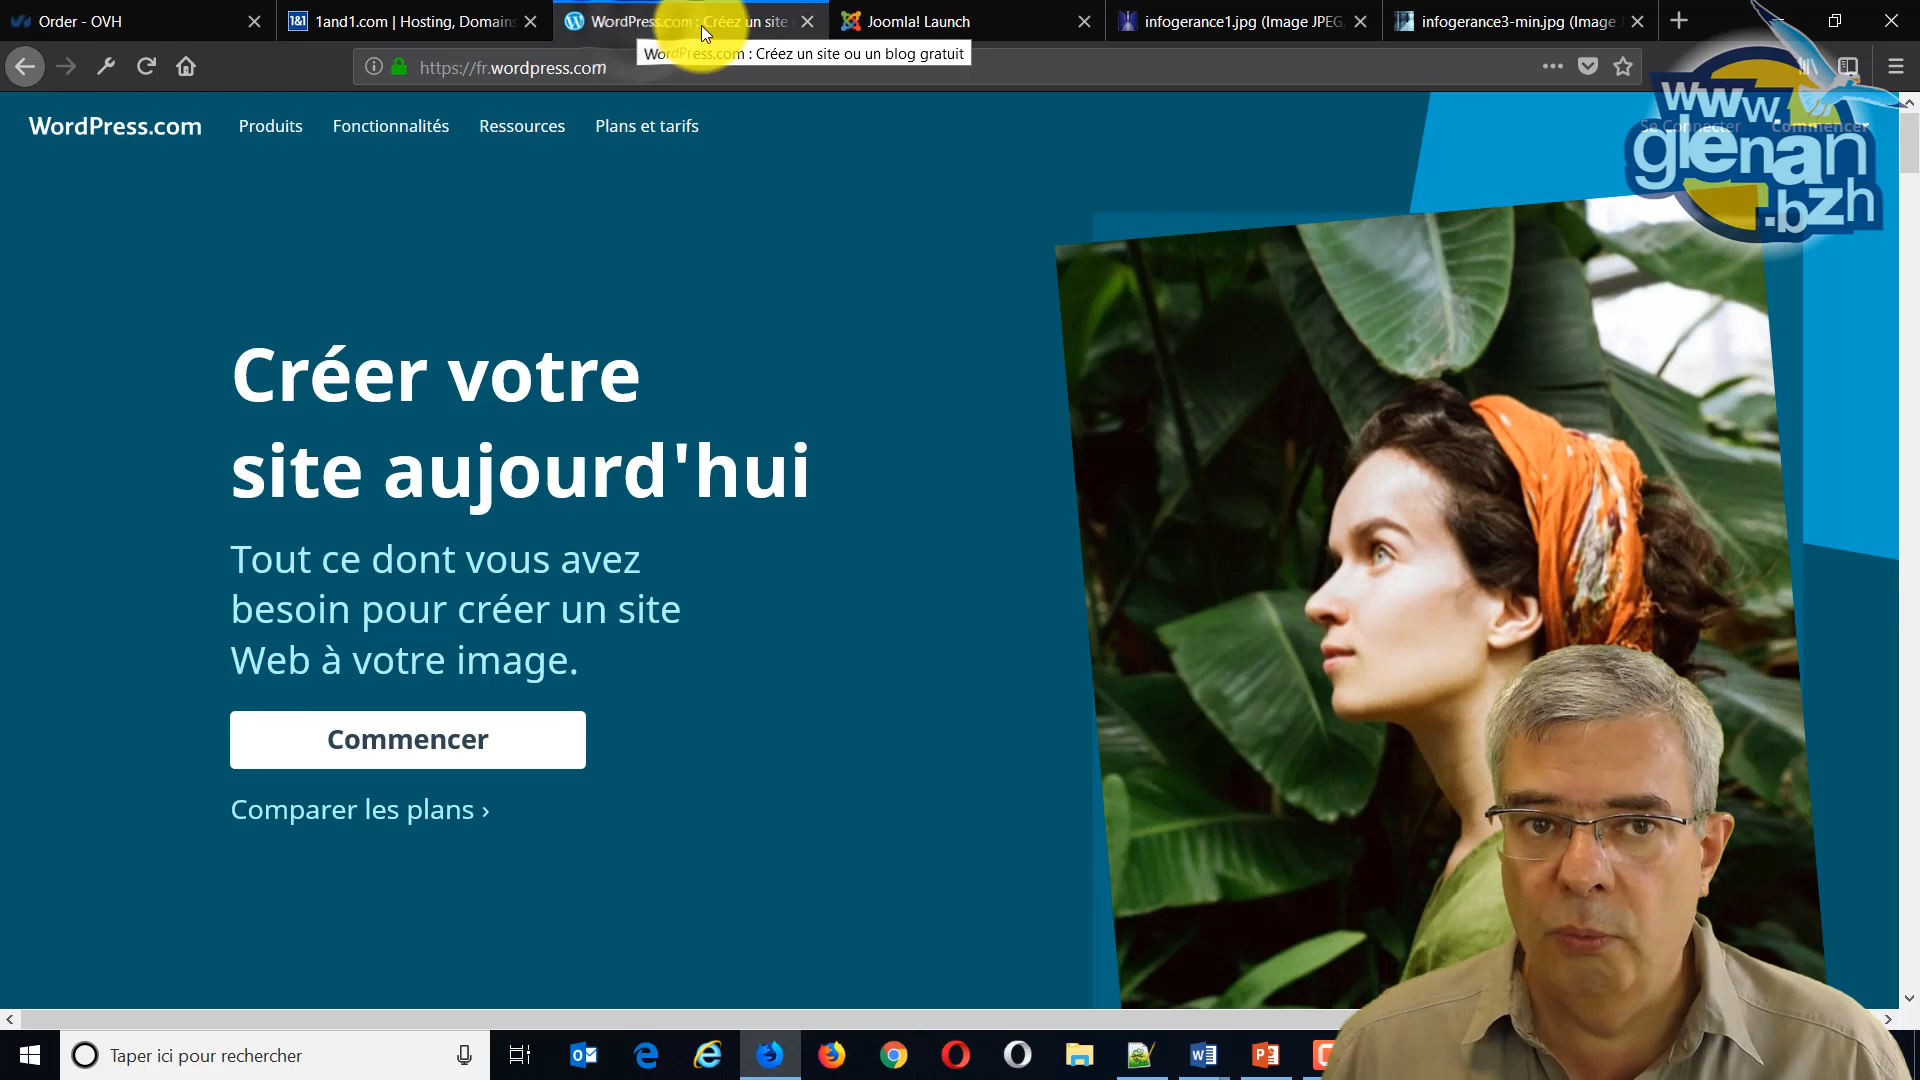 Order - OVH
1and1.com | Hosting, Domains
WordPress.com : Créez un site
Joomla! Launch
infogerance1.jpg (Image JPEG,
infogerance3-min.jpg (Image J
WordPress.com : Créez un site ou un blog gratuit
https://fr.wordpress.com
WordPress.com
Produits
Fonctionnalités
Ressources
Plans et tarifs
Se Connecter
Commencer
www.
glenan
.bzh
Créer votre
site aujourd'hui
Tout ce dont vous avez
besoin pour créer un site
Web à votre image.
Commencer
Comparer les plans ›
Taper ici pour rechercher